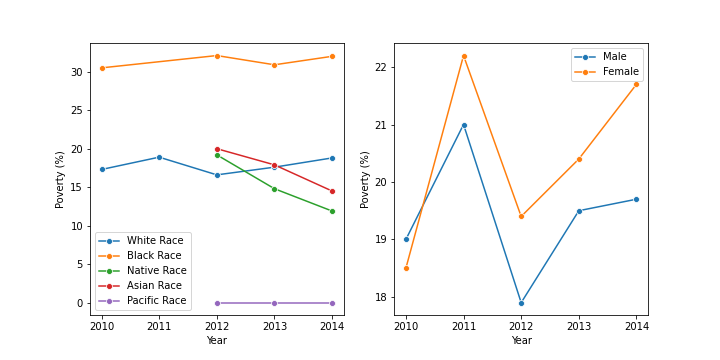 Poverty (%)
30
25
20
15
10
5
0
White Race
Black Race
Native Race
Asian Race
Pacific Race
2010 2011 2012 2013 2014
Year
Poverty (%)
22
21
20
19
18
Male
Female
2010 2011 2012 2013 2014
Year